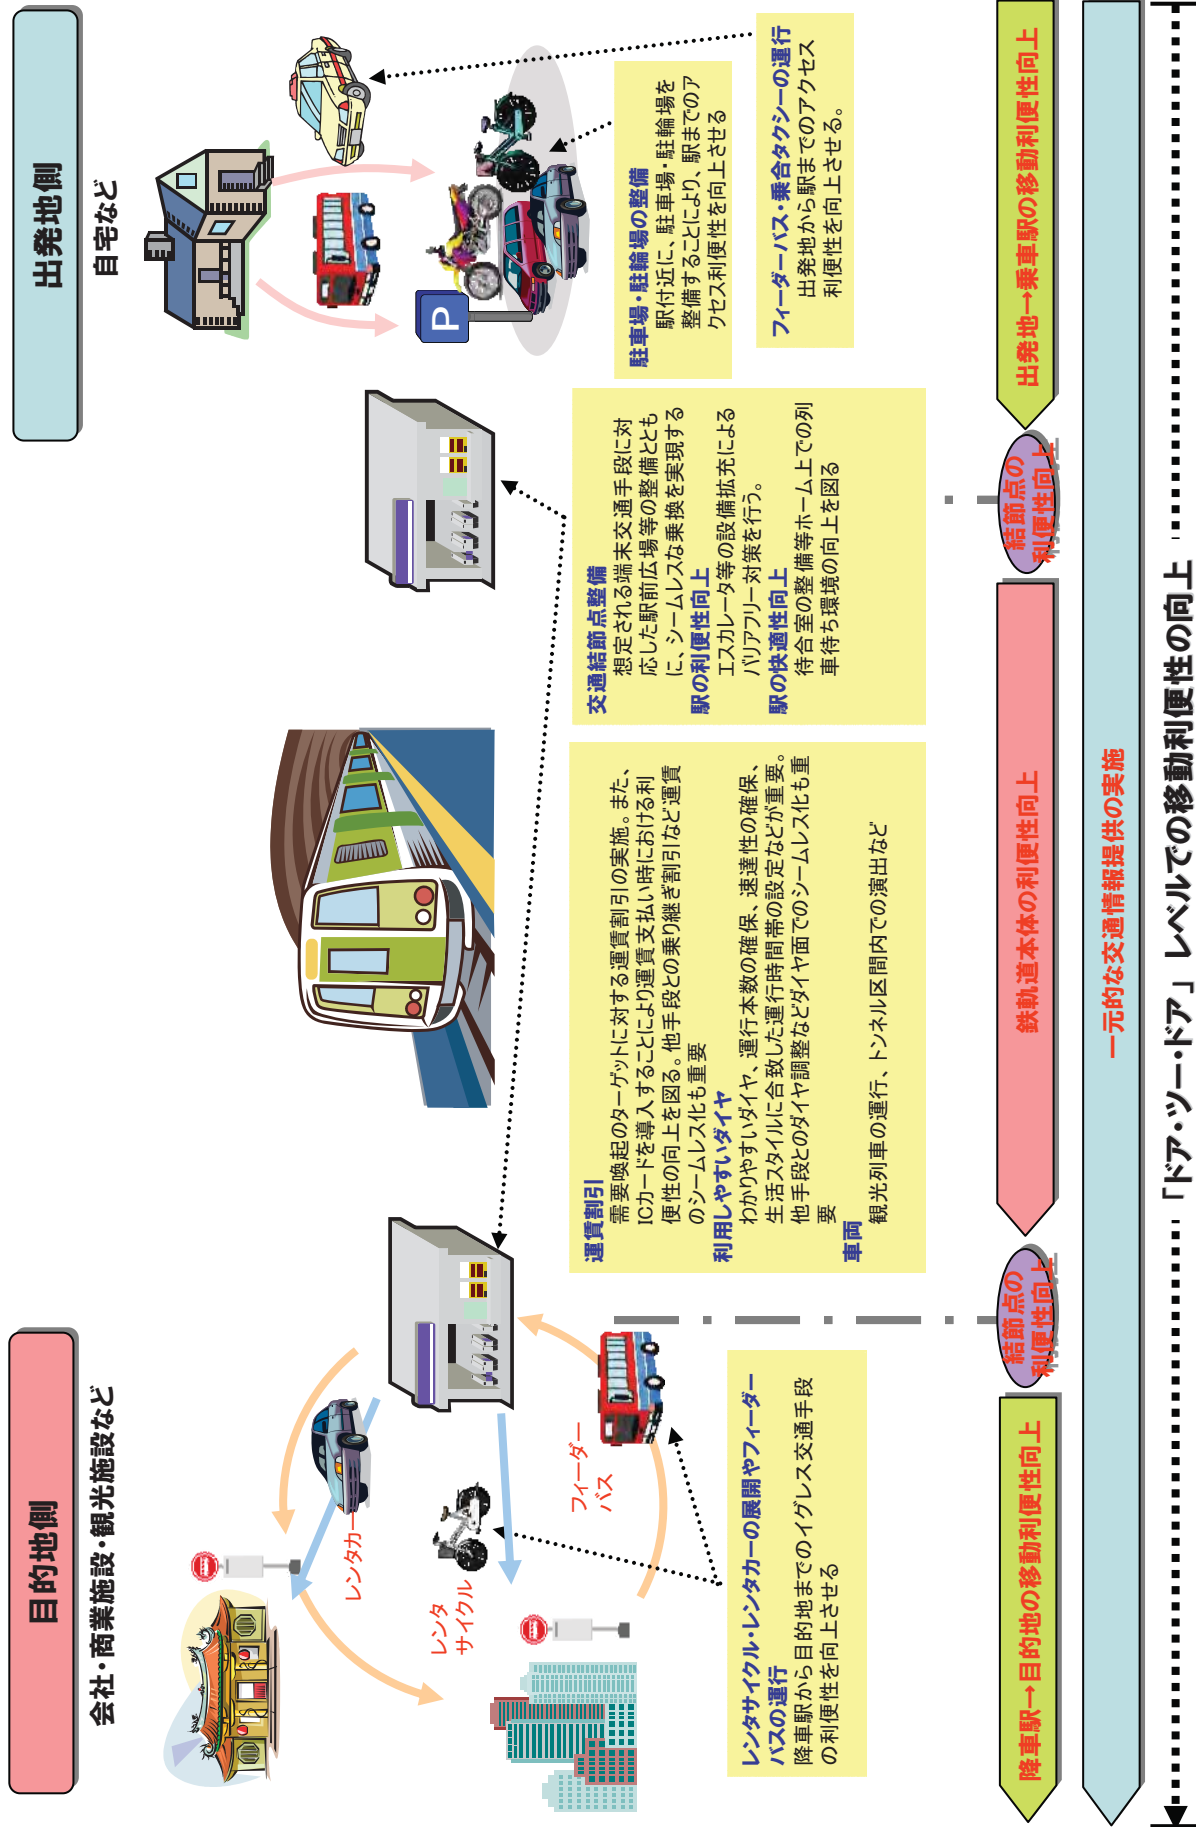 目的地側
会社・商業施設・観光施設など
出発地側
自宅など
レンタカー
レンタ
サイクル
フィーダー
バス
P
レンタサイクル・レンタカーの展開やフィーダー
バスの運行
降車駅から目的地までのイグレス交通手段
の利便性を向上させる
運賃割引
需要喚起のターゲットに対する運賃割引の実施。また、
ICカードを導入することにより運賃支払い時における利
便性の向上を図る。他手段との乗り継ぎ割引など運賃
のシームレス化も重要
利用しやすいダイヤ
わかりやすいダイヤ、運行本数の確保、速達性の確保、
生活スタイルに合致した運行時間帯の設定などが重要。
他手段とのダイヤ調整などダイヤ面でのシームレス化も重
要
車両
観光列車の運行、トンネル区間内での演出など
交通結節点整備
想定される端末交通手段に対
応した駅前広場等の整備ととも
に、シームレスな乗換を実現する
駅の利便性向上
エスカレータ等の設備拡充による
バリアフリー対策を行う。
駅の快適性向上
待合室の整備等ホーム上での列
車待ち環境の向上を図る
駐車場・駐輪場の整備
駅付近に、駐車場・駐輪場を
整備することにより、駅までのア
クセス利便性を向上させる
フィーダーバス・乗合タクシーの運行
出発地から駅までのアクセス
利便性を向上させる。
降車駅→目的地の移動利便性向上
結節点の
利便性向上
鉄軌道本体の利便性向上
結節点の
利便性向上
出発地→乗車駅の移動利便性向上
一元的な交通情報提供の実施
「ドア・ツー・ドア」レベルでの移動利便性の向上